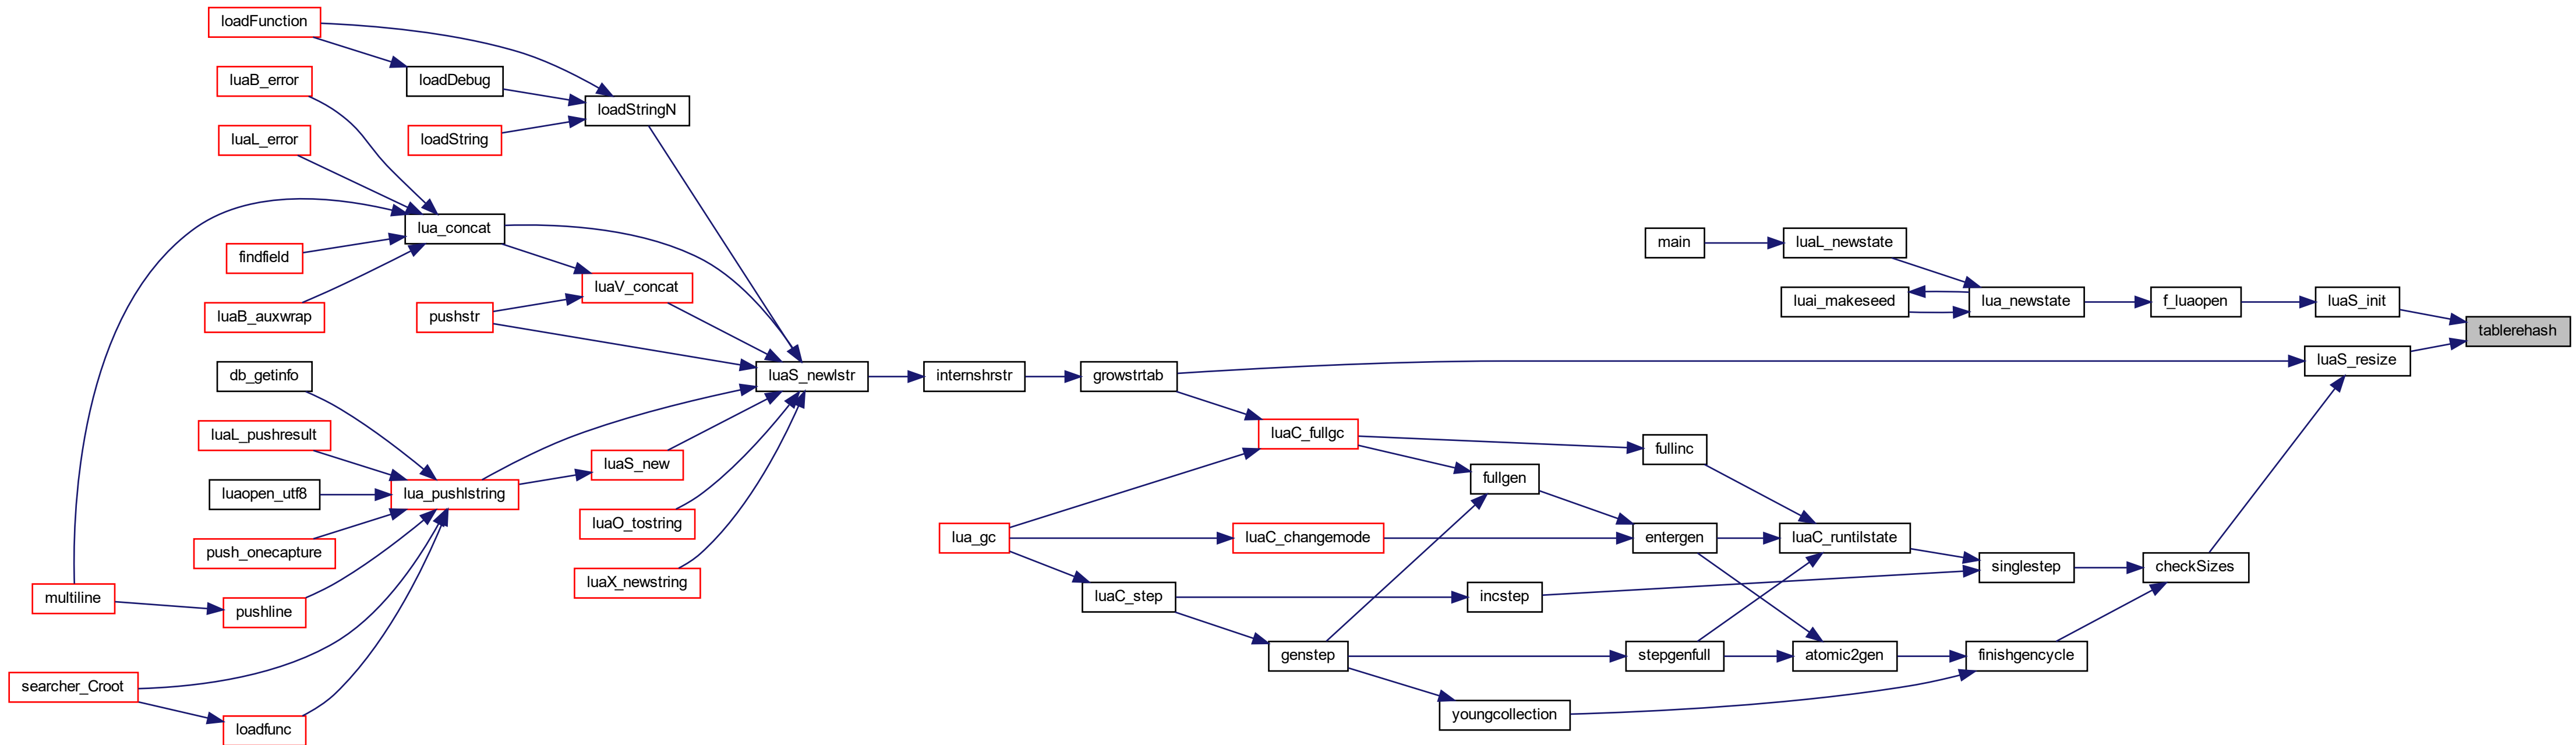 loadFunction
luaB_error
loadDebug
loadStringN
luaL_error
loadString
lua_concat
findfield
luaV_concat
luaB_auxwrap
pushstr
db_getinfo
luaS_newlstr
internshrstr
growstrtab
luaL_pushresult
luaS_new
luaopen_utf8
lua_pushlstring
luaO_tostring
push_onecapture
luaX_newstring
multiline
pushline
searcher_Croot
loadfunc
main
luaL_newstate
luai_makeseed
lua_newstate
f_luaopen
luaS_init
tablerehash
luaS_resize
luaC_fullgc
fullinc
fullgen
lua_gc
luaC_changemode
entergen
luaC_runtilstate
singlestep
checkSizes
luaC_step
incstep
genstep
stepgenfull
atomic2gen
finishgencycle
youngcollection